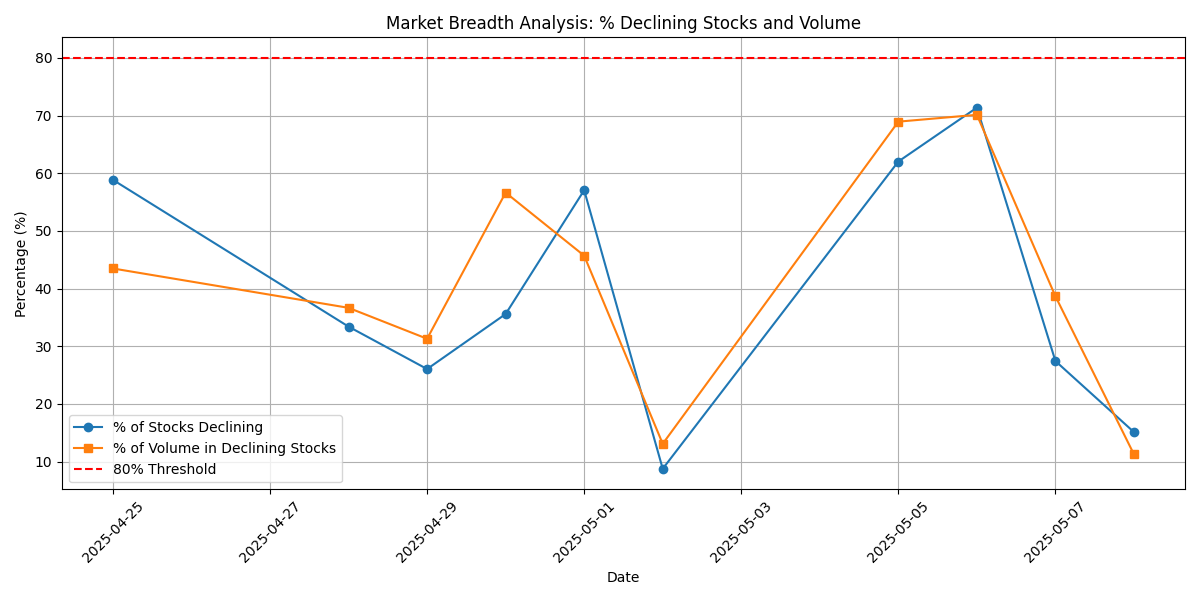 Market Breadth Analysis: % Declining Stocks and Volume
Percentage (%)
80
70
60
50
40
30
20
10
% of Stocks Declining
% of Volume in Declining Stocks
80% Threshold
2025-04-25
2025-04-27
2025-04-29
2025-05-01
2025-05-03
2025-05-05
2025-05-07
Date